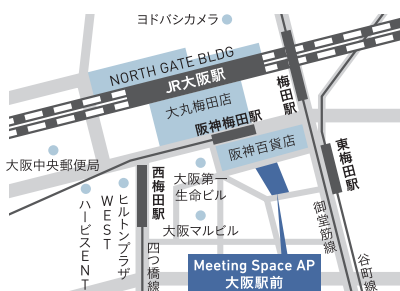 ヨドバシカメラ
NORTH GATE BLDG
JR大阪駅
梅田駅
大丸梅田店
阪神梅田駅
阪神百貨店
東梅田駅
大阪中央郵便局
西梅田駅
大阪第一
生命ビル
ヒルトンプラザ
WEST
ハービスENT
大阪マルビル
四つ橋線
御堂筋線
谷町線
Meeting Space AP
大阪駅前